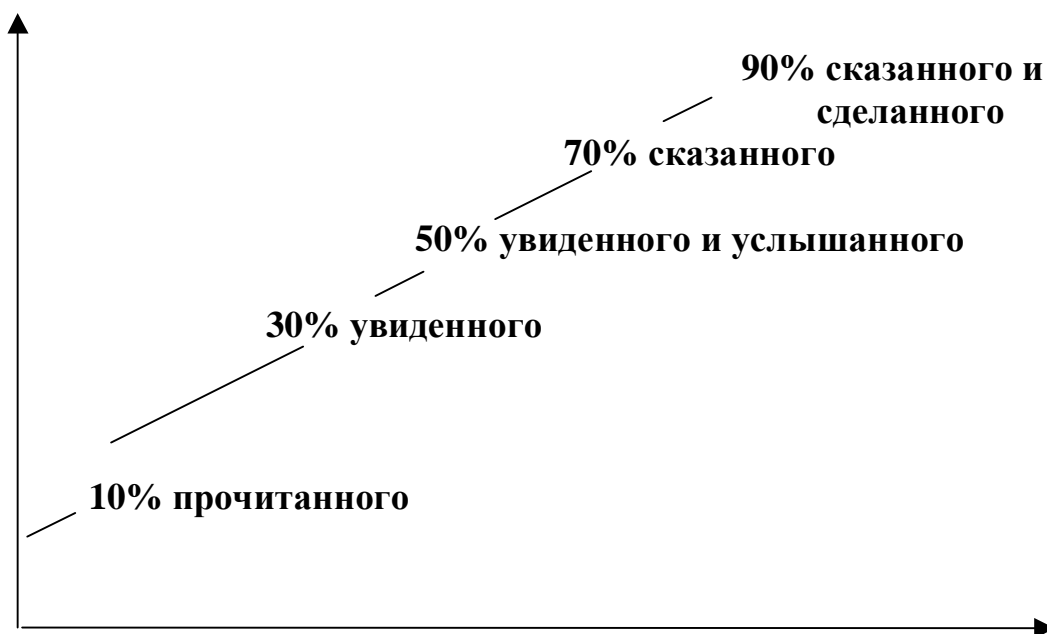 90% сказанного и
сделанного
70% сказанного
50% увиденного и услышанного
30% увиденного
10% прочитанного